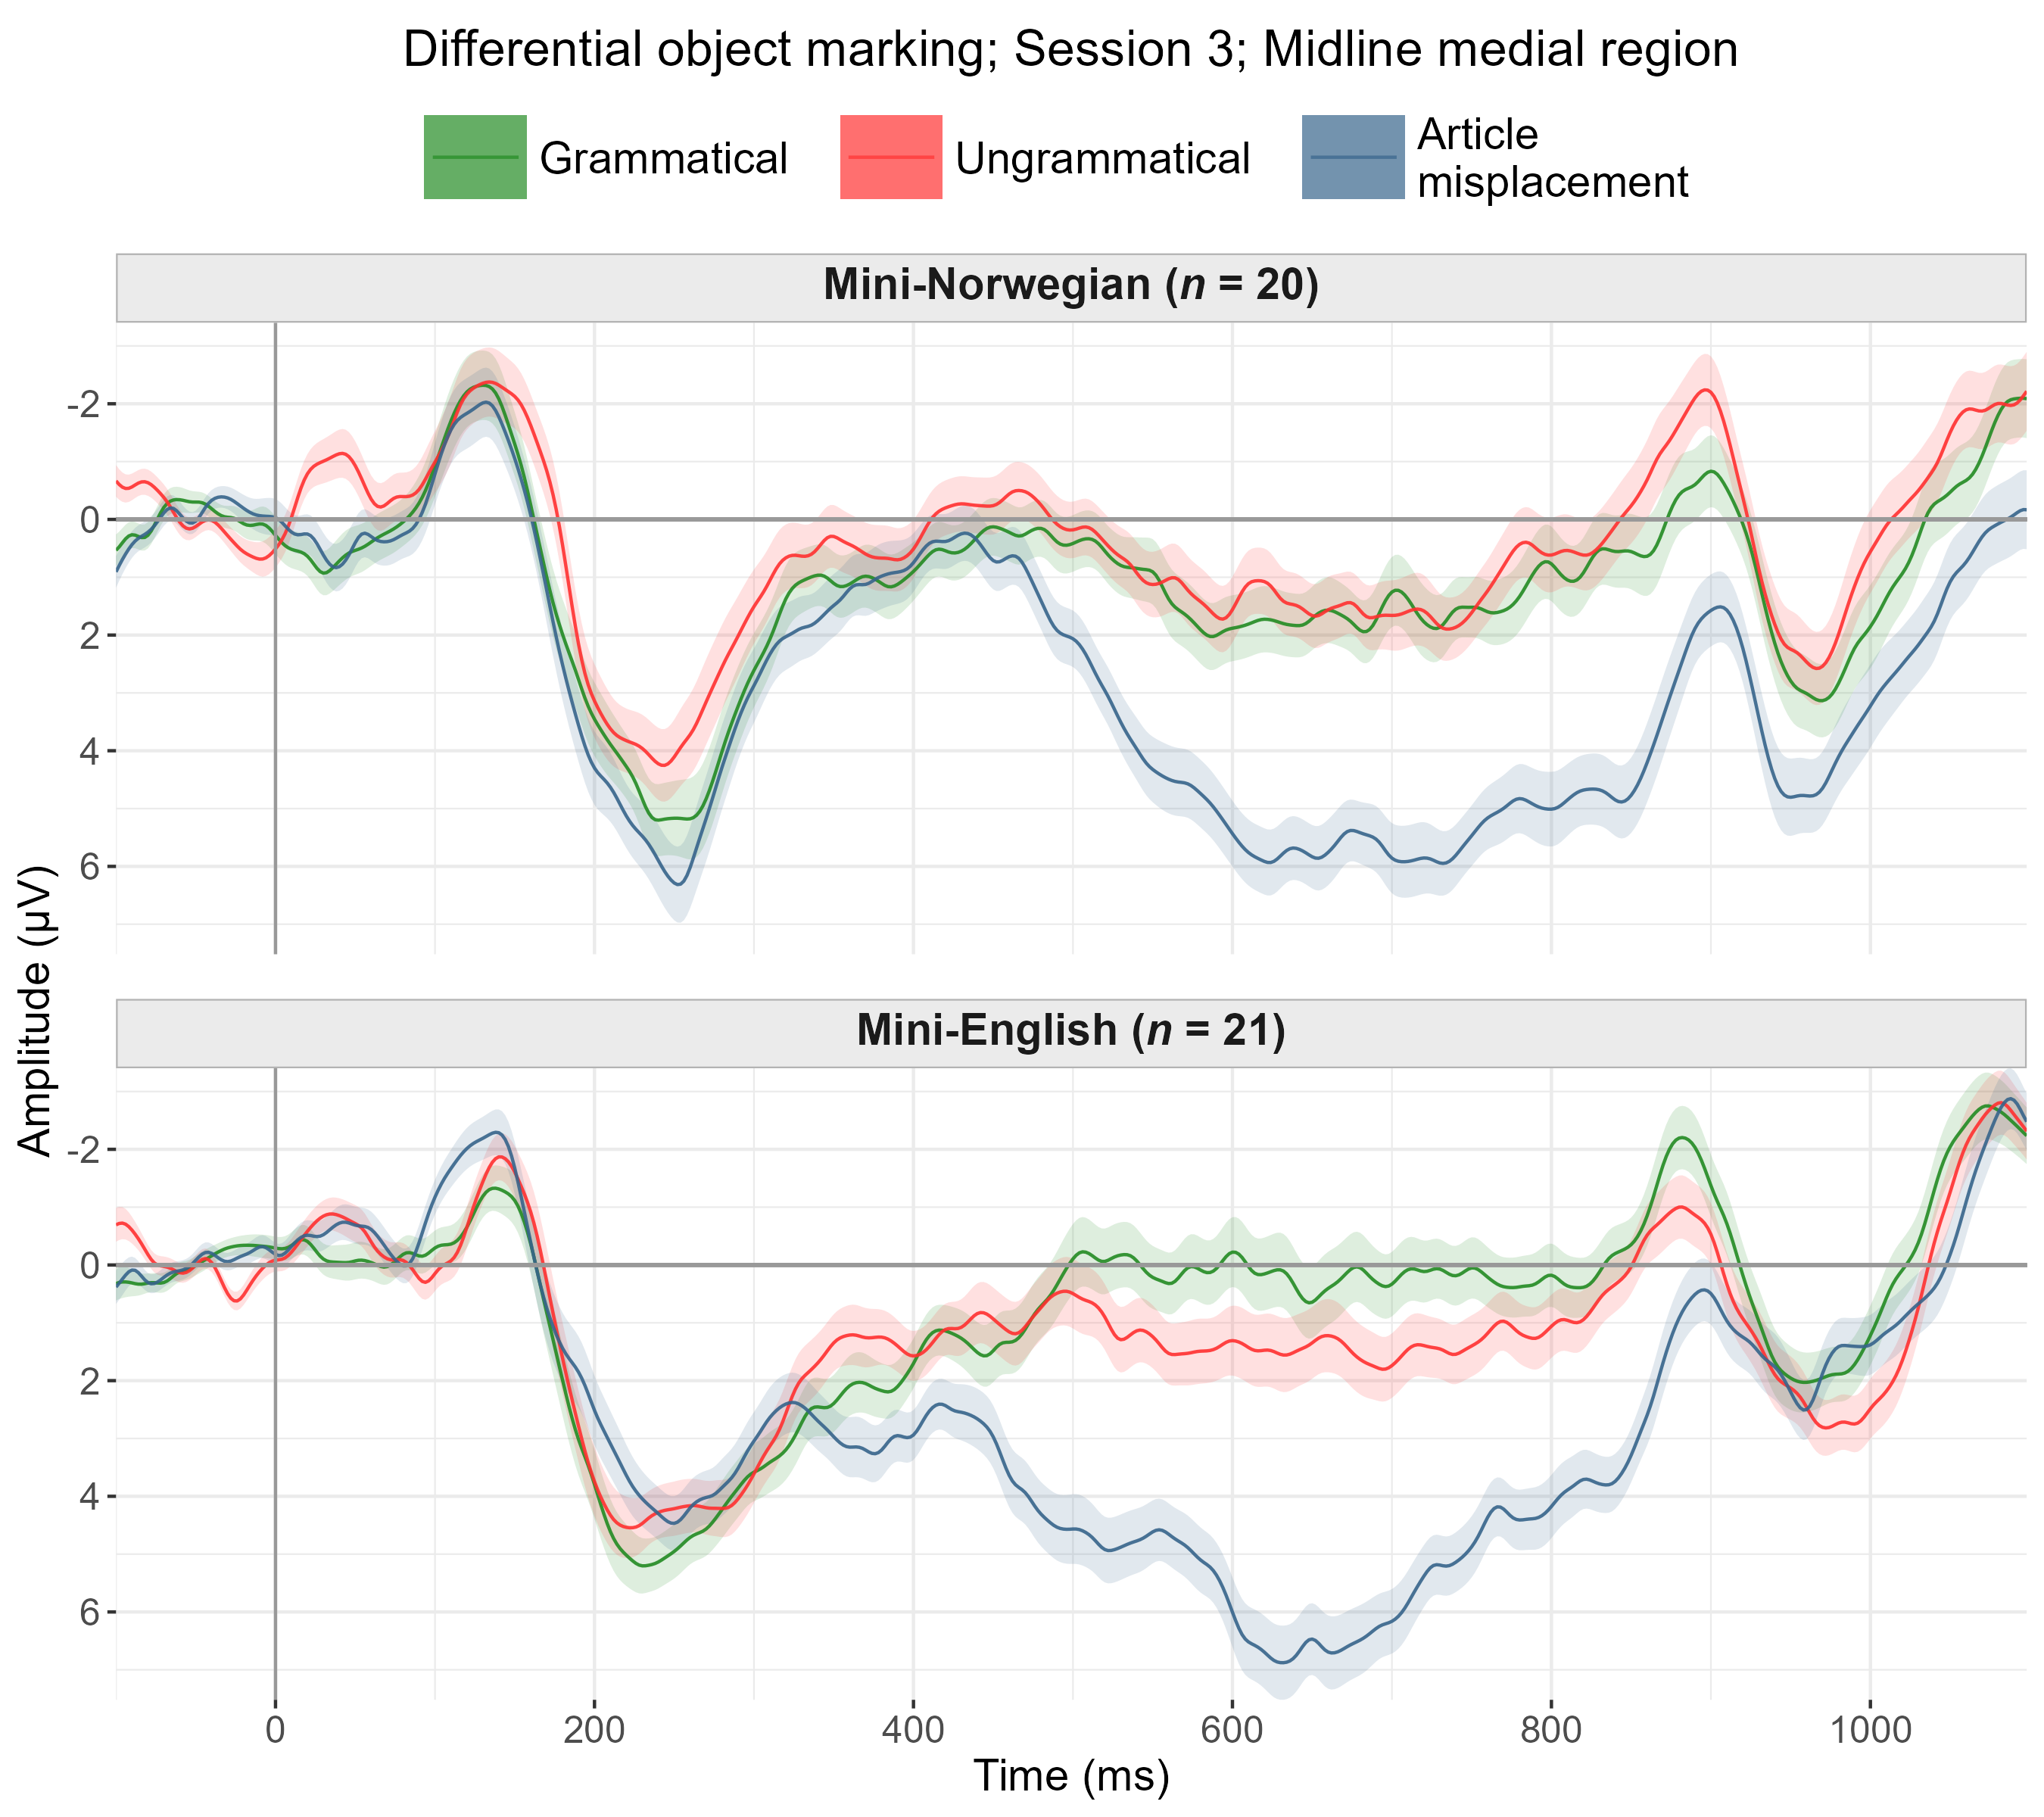 Differential object marking; Session 3; Midline medial region
Grammatical
Ungrammatical
Article
misplacement
Mini-Norwegian (n = 20)
-2
0
2
4
6
Mini-English (n = 21)
-2
0
2
4
6
0 200 400 600 800 1000
Time (ms)
Amplitude (µV)